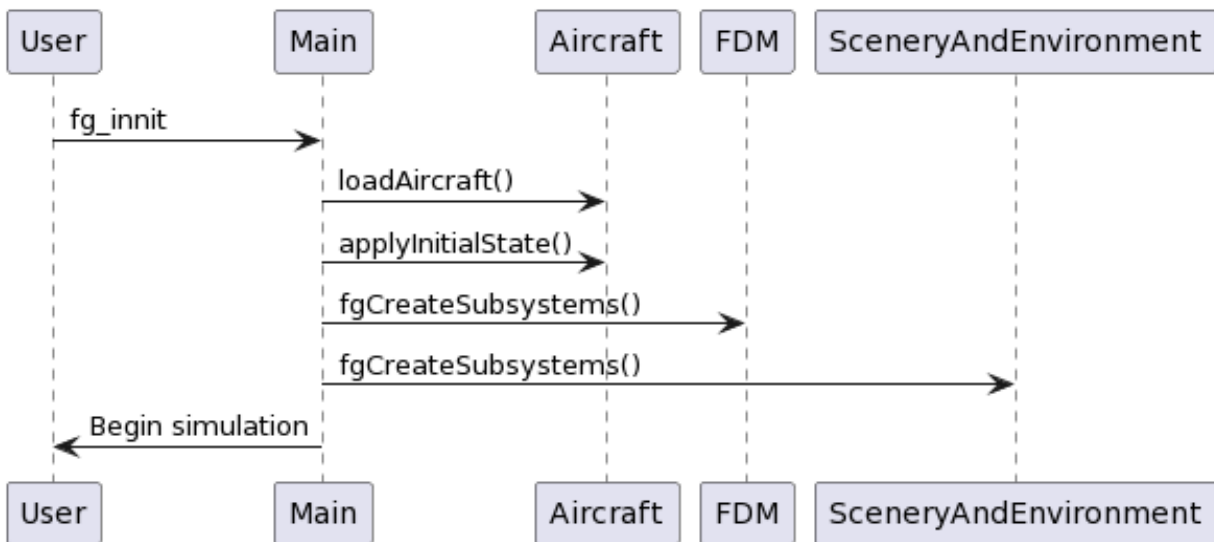 User Main Aircraft FDM SceneryAndEnvironment
fg_innit
loadAircraft()
applyInitialState()
fgCreateSubsystems()
fgCreateSubsystems()
Begin simulation
User Main Aircraft FDM SceneryAndEnvironment